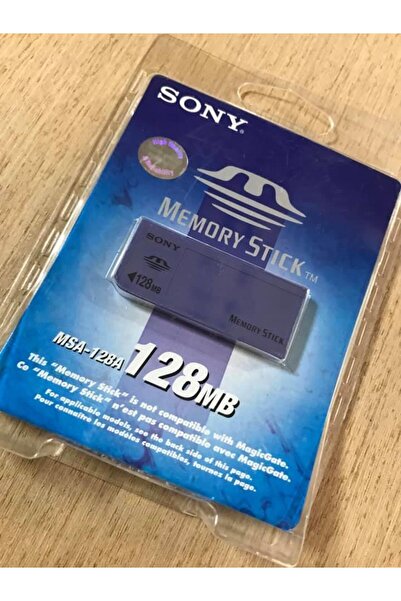 SONY
MEMORY STICK™
SONY
128MB
MEMORY STICK
MSA-128A 128MB
This "Memory Stick" is not compatible with MagicGate.
Ce "Memory Stick" n'est pas compatible avec MagicGate.
For applicable models, see the back side of this page.
Pour connaître les modèles compatibles, tournez la page.